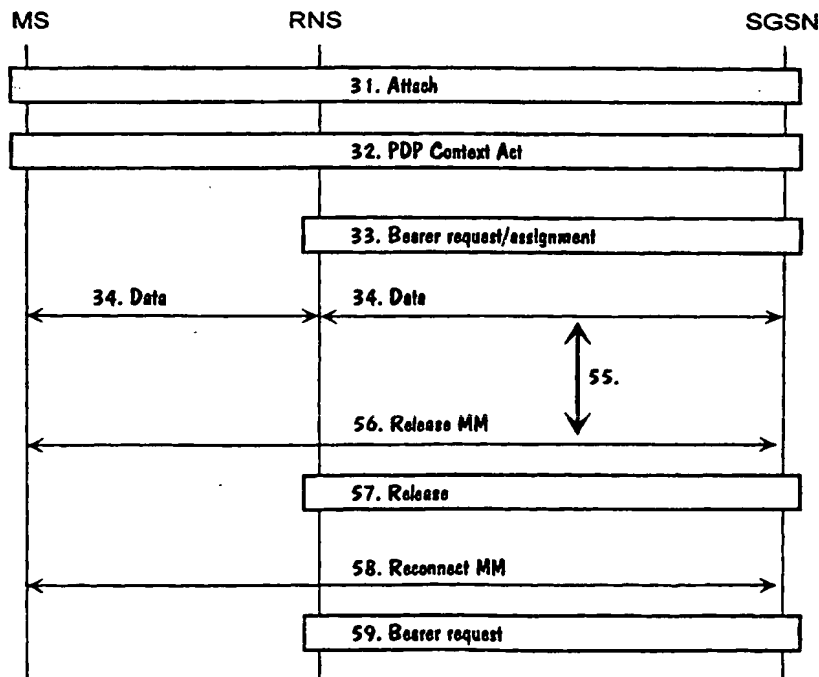 MS RNS SGSN
31. Attach
32. PDP Context Act
33. Bearer request/assignment
34. Data 34. Data
55.
56. Release MM
57. Release
58. Reconnect MM
59. Bearer request